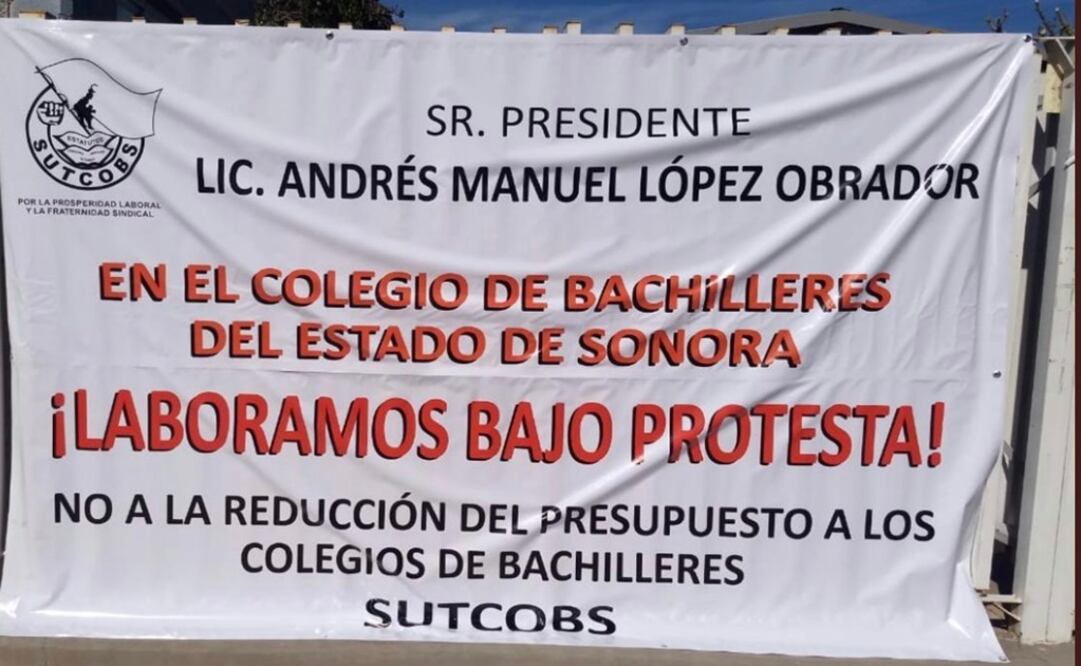 SR. PRESIDENTE
LIC. ANDRÉS MANUEL LÓPEZ OBRADOR
ESTATUTOS
SUTCOBS
POR LA PROSPERIDAD LABORAL
Y LA FRATERNIDAD SINDICAL
EN EL COLEGIO DE BACHILLERES
DEL ESTADO DE SONORA
¡LABORAMOS BAJO PROTESTA!
NO A LA REDUCCIÓN DEL PRESUPUESTO A LOS
COLEGIOS DE BACHILLERES
SUTCOBS